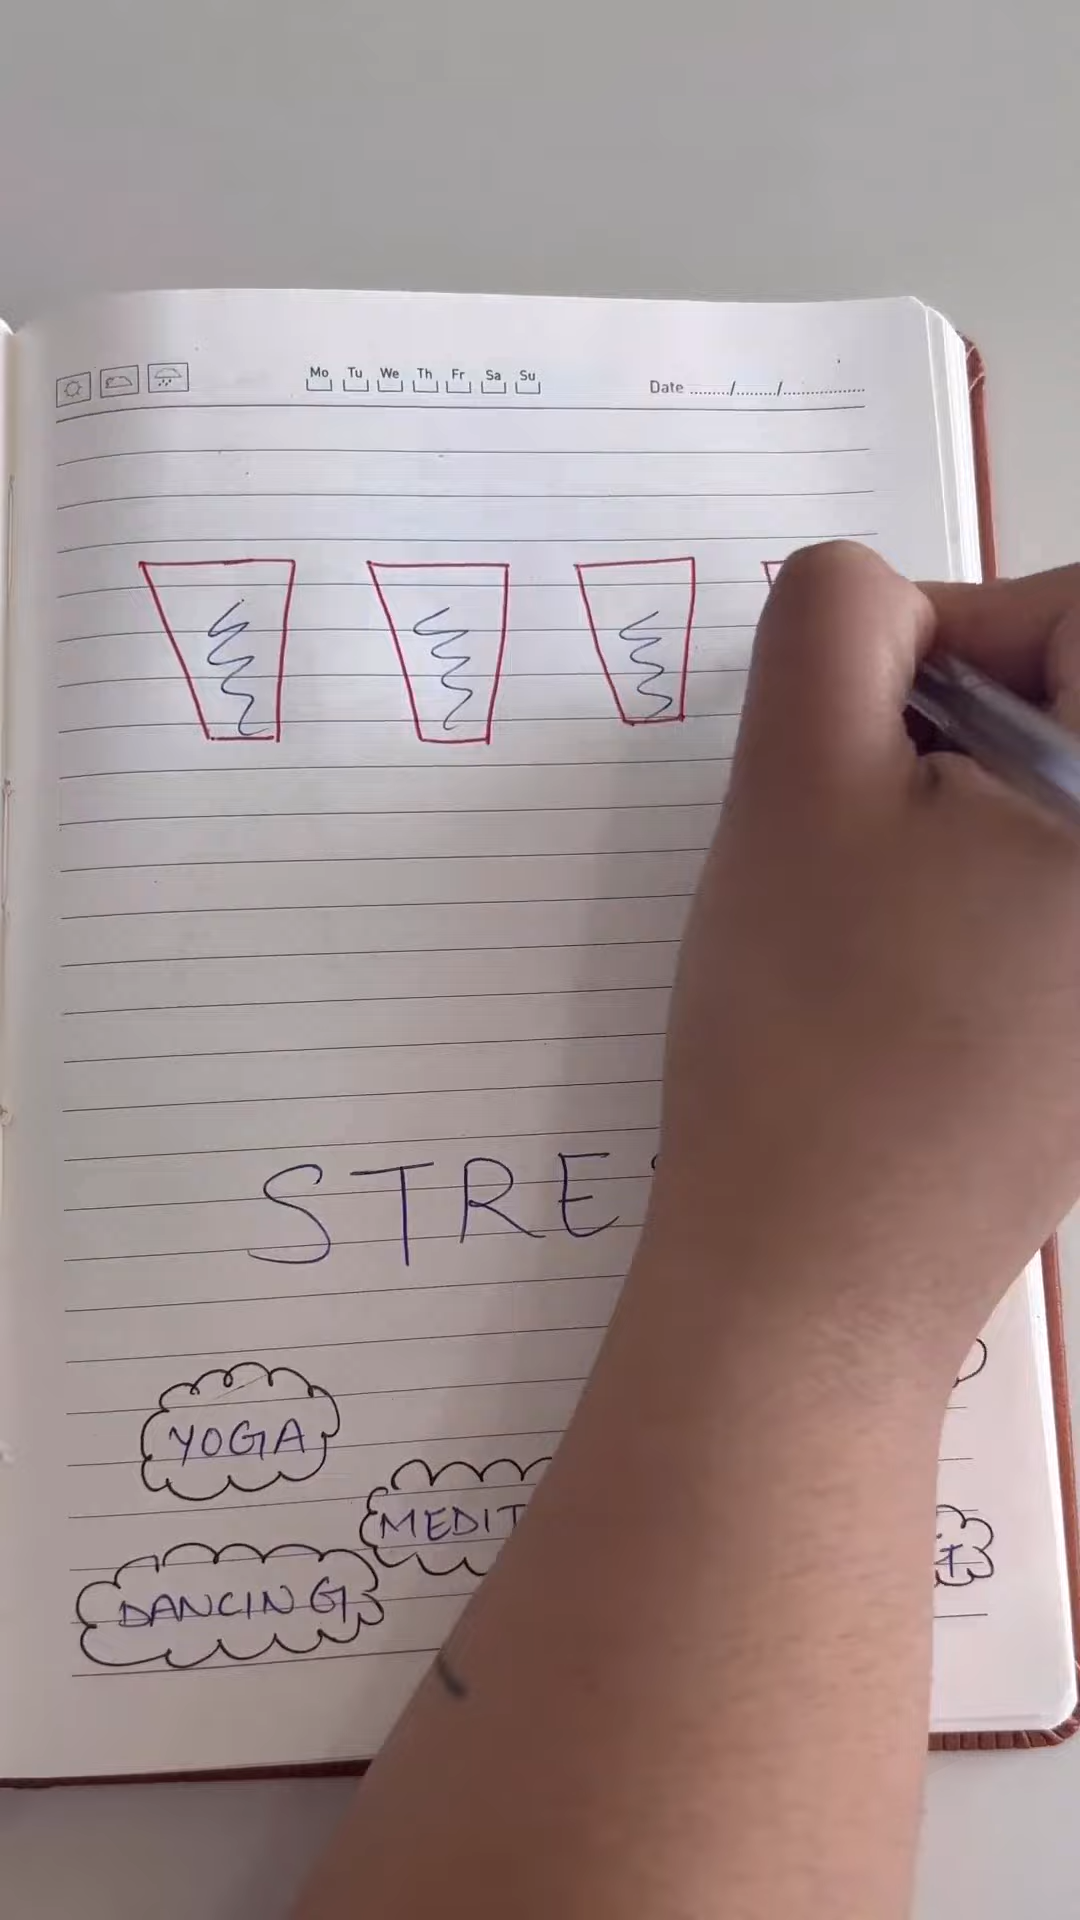 Mo Tu We Th Fr Sa Su Date ......../......../................
STRE
YOGA
MEDIT
DANCING